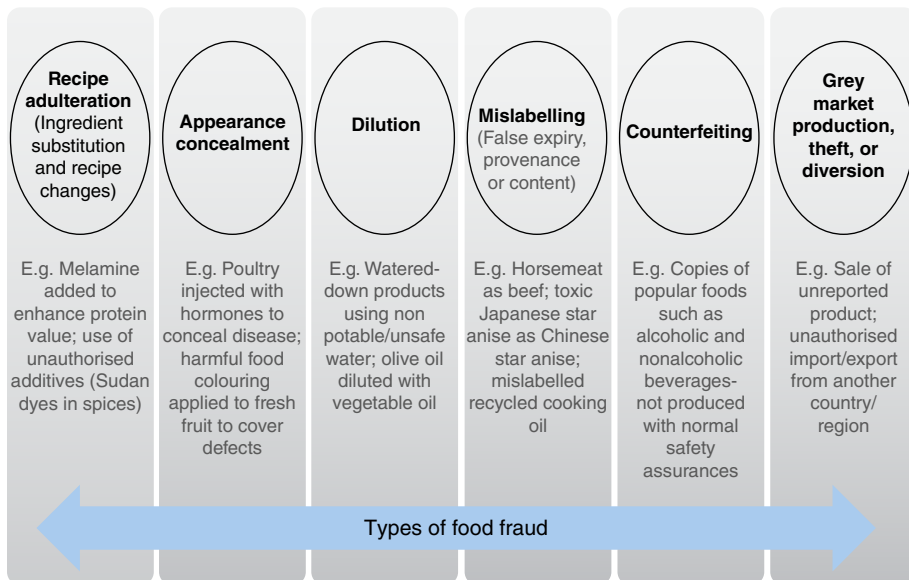 Recipe
adulteration
(Ingredient
substitution
and recipe
changes)
E.g. Melamine
added to
enhance protein
value; use of
unauthorised
additives (Sudan
dyes in spices)
Appearance
concealment
E.g. Poultry
injected with
hormones to
conceal disease;
harmful food
colouring
applied to fresh
fruit to cover
defects
Dilution
E.g. Watered-
down products
using non
potable/unsafe
water; olive oil
diluted with
vegetable oil
Mislabelling
(False expiry,
provenance
or content)
E.g. Horsemeat
as beef; toxic
Japanese star
anise as Chinese
star anise;
mislabelled
recycled cooking
oil
Counterfeiting
E.g. Copies of
popular foods
such as
alcoholic and
nonalcoholic
beverages-
not produced
with normal
safety
assurances
Grey
market
production,
theft, or
diversion
E.g. Sale of
unreported
product;
unauthorised
import/export
from another
country/
region
Types of food fraud